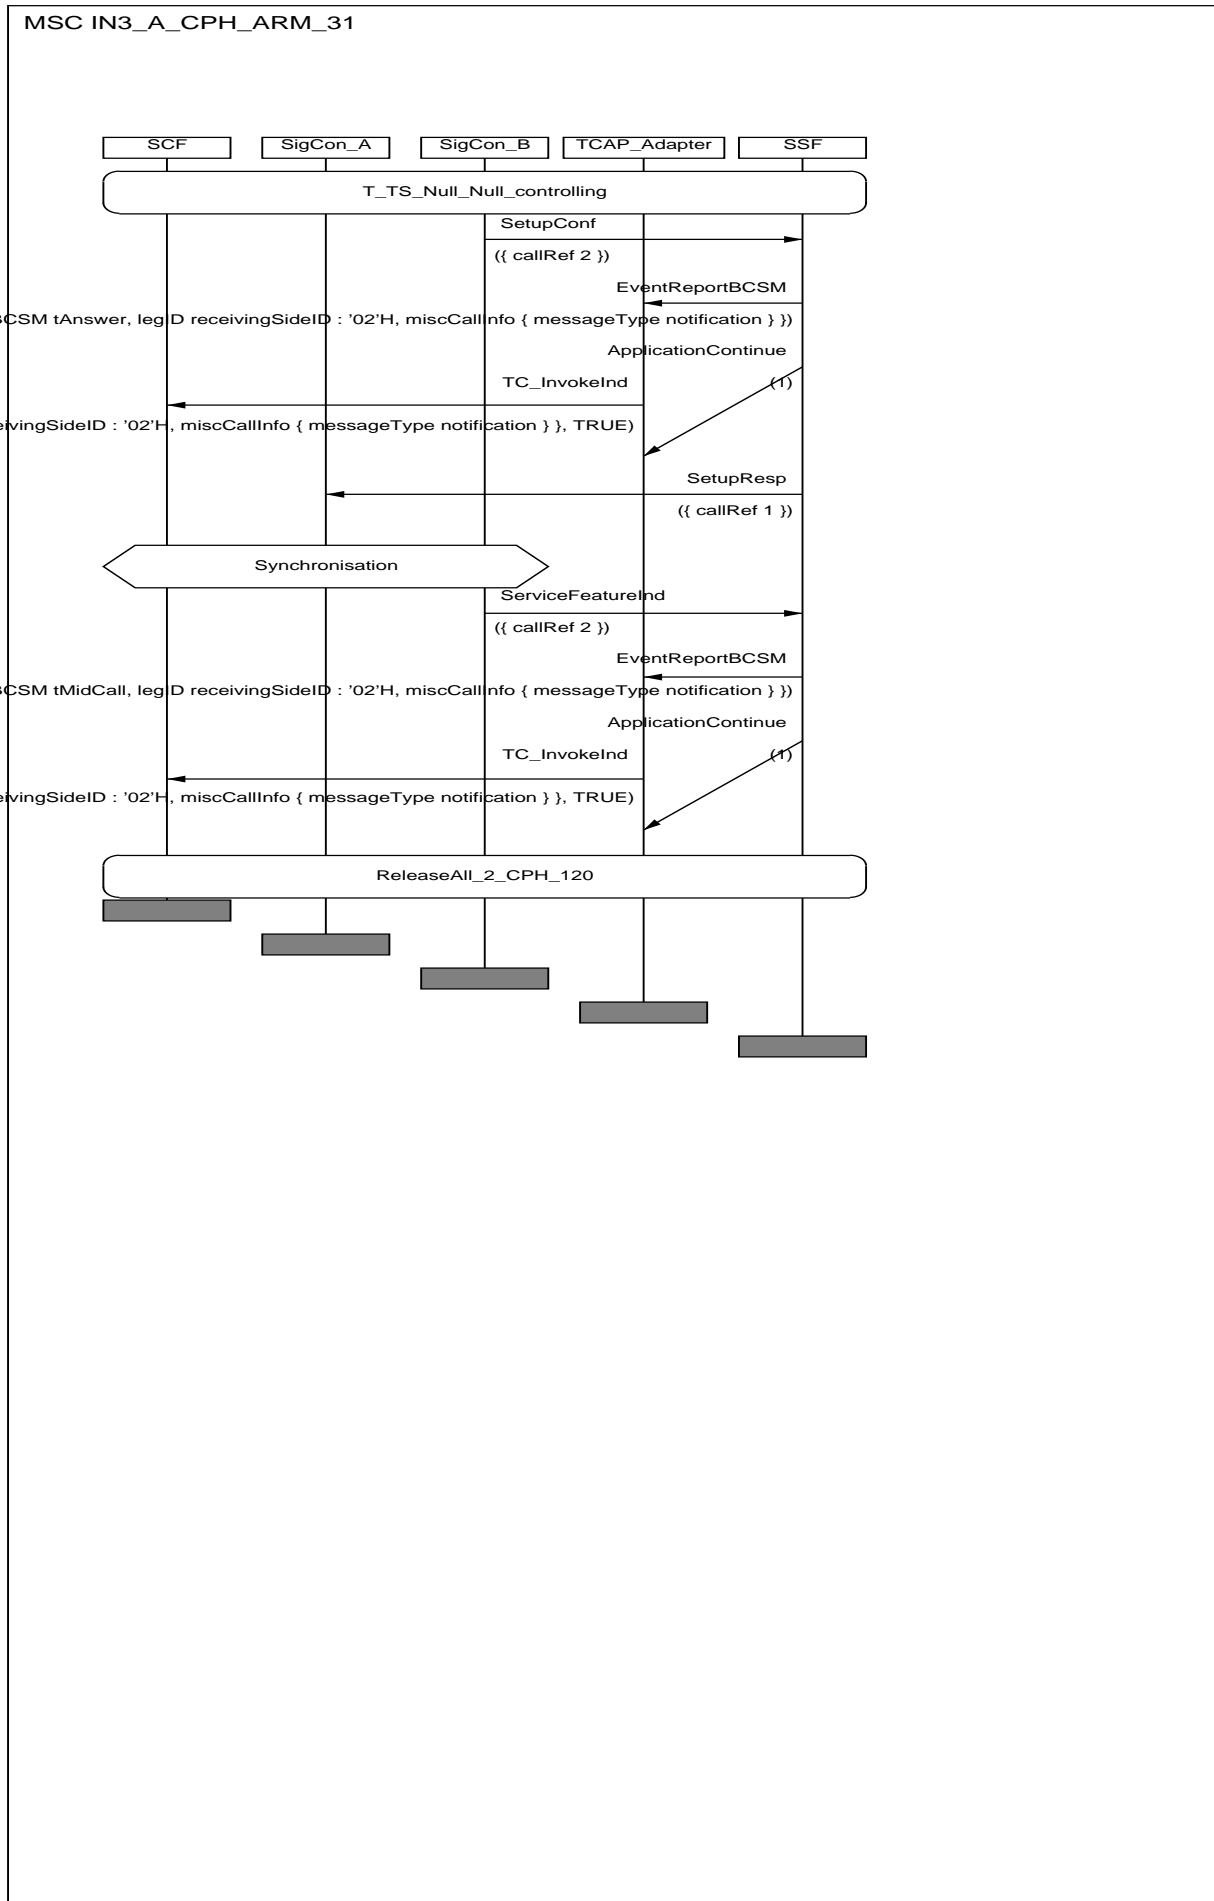 MSC IN3_A_CPH_ARM_31
SCF SigCon_A SigCon_B TCAP_Adapter SSF
T_TS_Null_Null_controlling
SetupConf
({ callRef 2 })
EventReportBCSM
CSM tAnswer, legID receivingSideID : '02'H, miscCallInfo { messageType notification } })
ApplicationContinue
TC_InvokeInd (1)
ivingSideID : '02'H, miscCallInfo { messageType notification } }, TRUE)
SetupResp
({ callRef 1 })
Synchronisation
ServiceFeatureInd
({ callRef 2 })
EventReportBCSM
CSM tMidCall, legID receivingSideID : '02'H, miscCallInfo { messageType notification } })
ApplicationContinue
TC_InvokeInd (1)
ivingSideID : '02'H, miscCallInfo { messageType notification } }, TRUE)
ReleaseAll_2_CPH_120